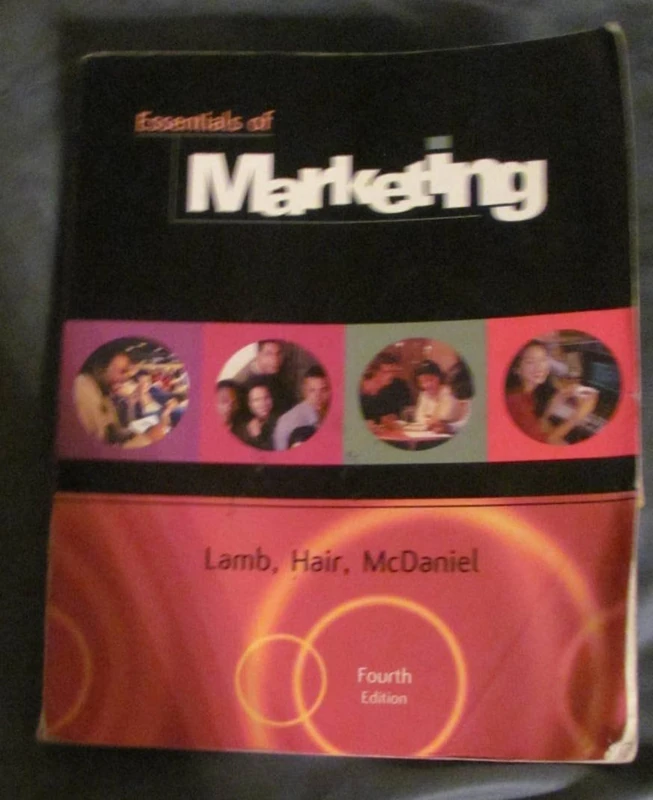 Essentials of
Marketing
Lamb, Hair, McDaniel
Fourth
Edition